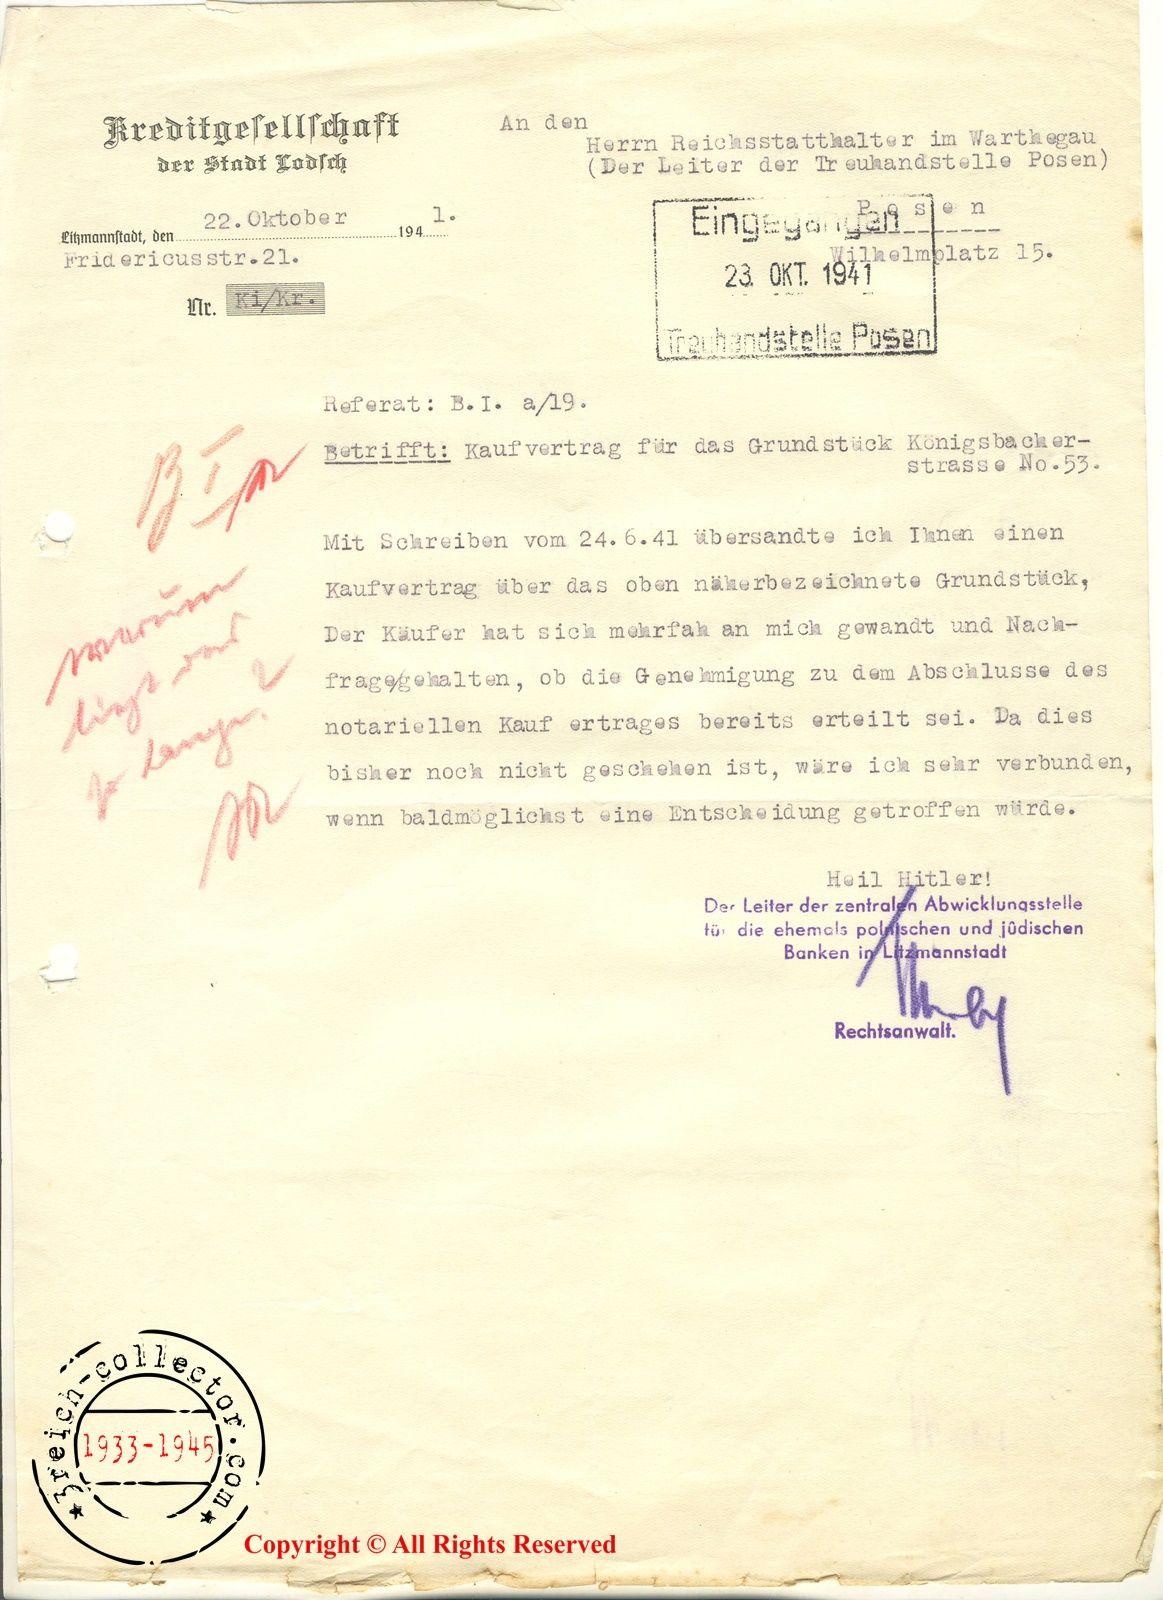 Kreditgesellschaft
der Stadt Lodsch
An den
Herrn Reichsstatthalter im Warthegau
(Der Leiter der Treuhandstelle Posen)
Posen
Wilhelmplatz 15.
Litzmannstadt, den 22.Oktober 1941.
Fridericusstr.21.
Nr. Ki/Kr.
Eingegangen
23. OKT. 1941
Treuhandstelle Posen
Referat: B.I. a/19.
Betrifft: Kaufvertrag für das Grundstück Königsbacher-
strasse No.53.
B I
warum
liegt das
so lange?
Mit Schreiben vom 24.6.41 übersandte ich Ihnen einen
Kaufvertrag über das oben näherbezeichnete Grundstück,
Der Käufer hat sich mehrfah an mich gewandt und Nach-
frage/gehalten, ob die Genehmigung zu dem Abschlusse des
notariellen Kauf ertrages bereits erteilt sei. Da dies
bisher noch nicht geschehen ist, wäre ich sehr verbunden,
wenn baldmöglichst eine Entscheidung getroffen würde.
Heil Hitler!
Der Leiter der zentralen Abwicklungsstelle
für die ehemals polnischen und jüdischen
Banken in Litzmannstadt
Rechtsanwalt.
3reich-collector.com
1933-1945
Copyright © All Rights Reserved